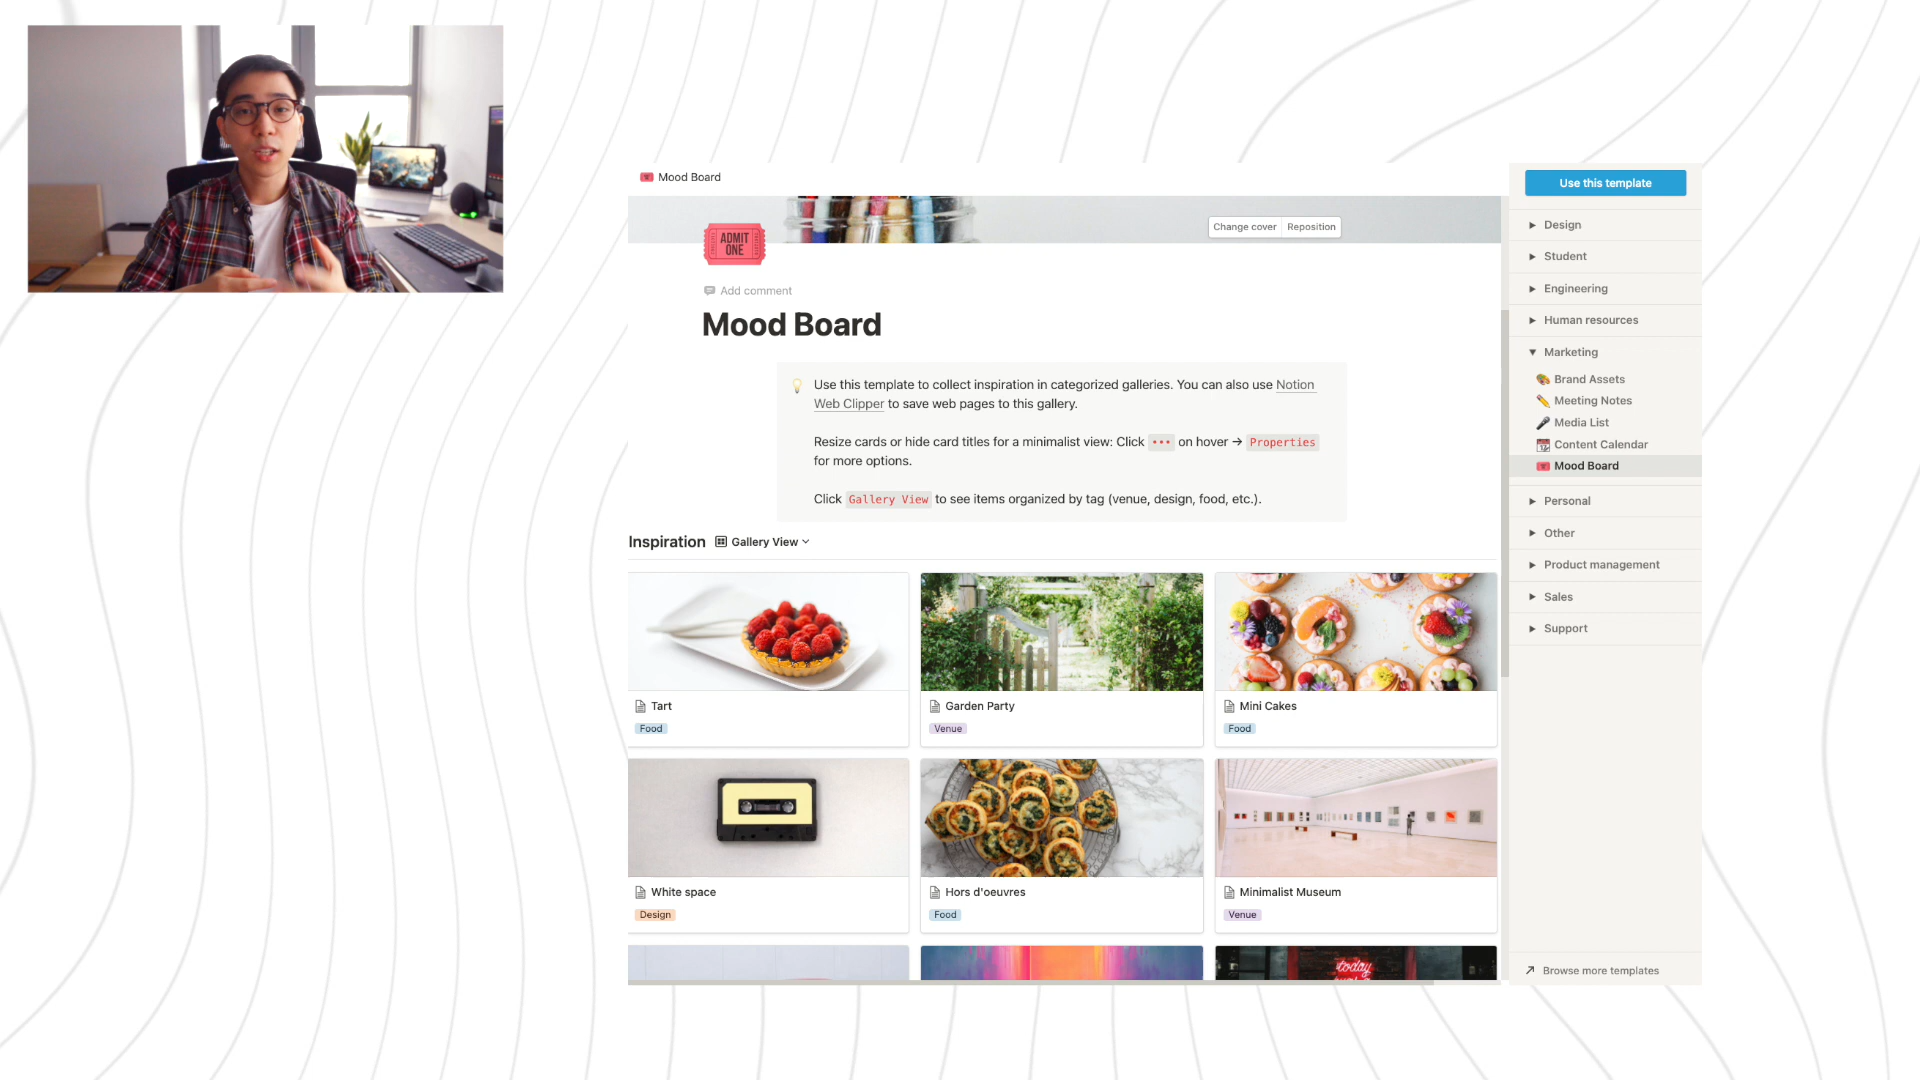 Mood Board
Change cover Reposition
ADMIT
ONE
Add comment
Mood Board
Use this template to collect inspiration in categorized galleries. You can also use Notion
Web Clipper to save web pages to this gallery.
Resize cards or hide card titles for a minimalist view: Click ••• on hover → Properties
for more options.
Click Gallery View to see items organized by tag (venue, design, food, etc.).
Inspiration Gallery View
Tart
Food
Garden Party
Venue
Mini Cakes
Food
White space
Design
Hors d'oeuvres
Food
Minimalist Museum
Venue
today
Use this template
Design
Student
Engineering
Human resources
Marketing
Brand Assets
Meeting Notes
Media List
Content Calendar
Mood Board
Personal
Other
Product management
Sales
Support
Browse more templates